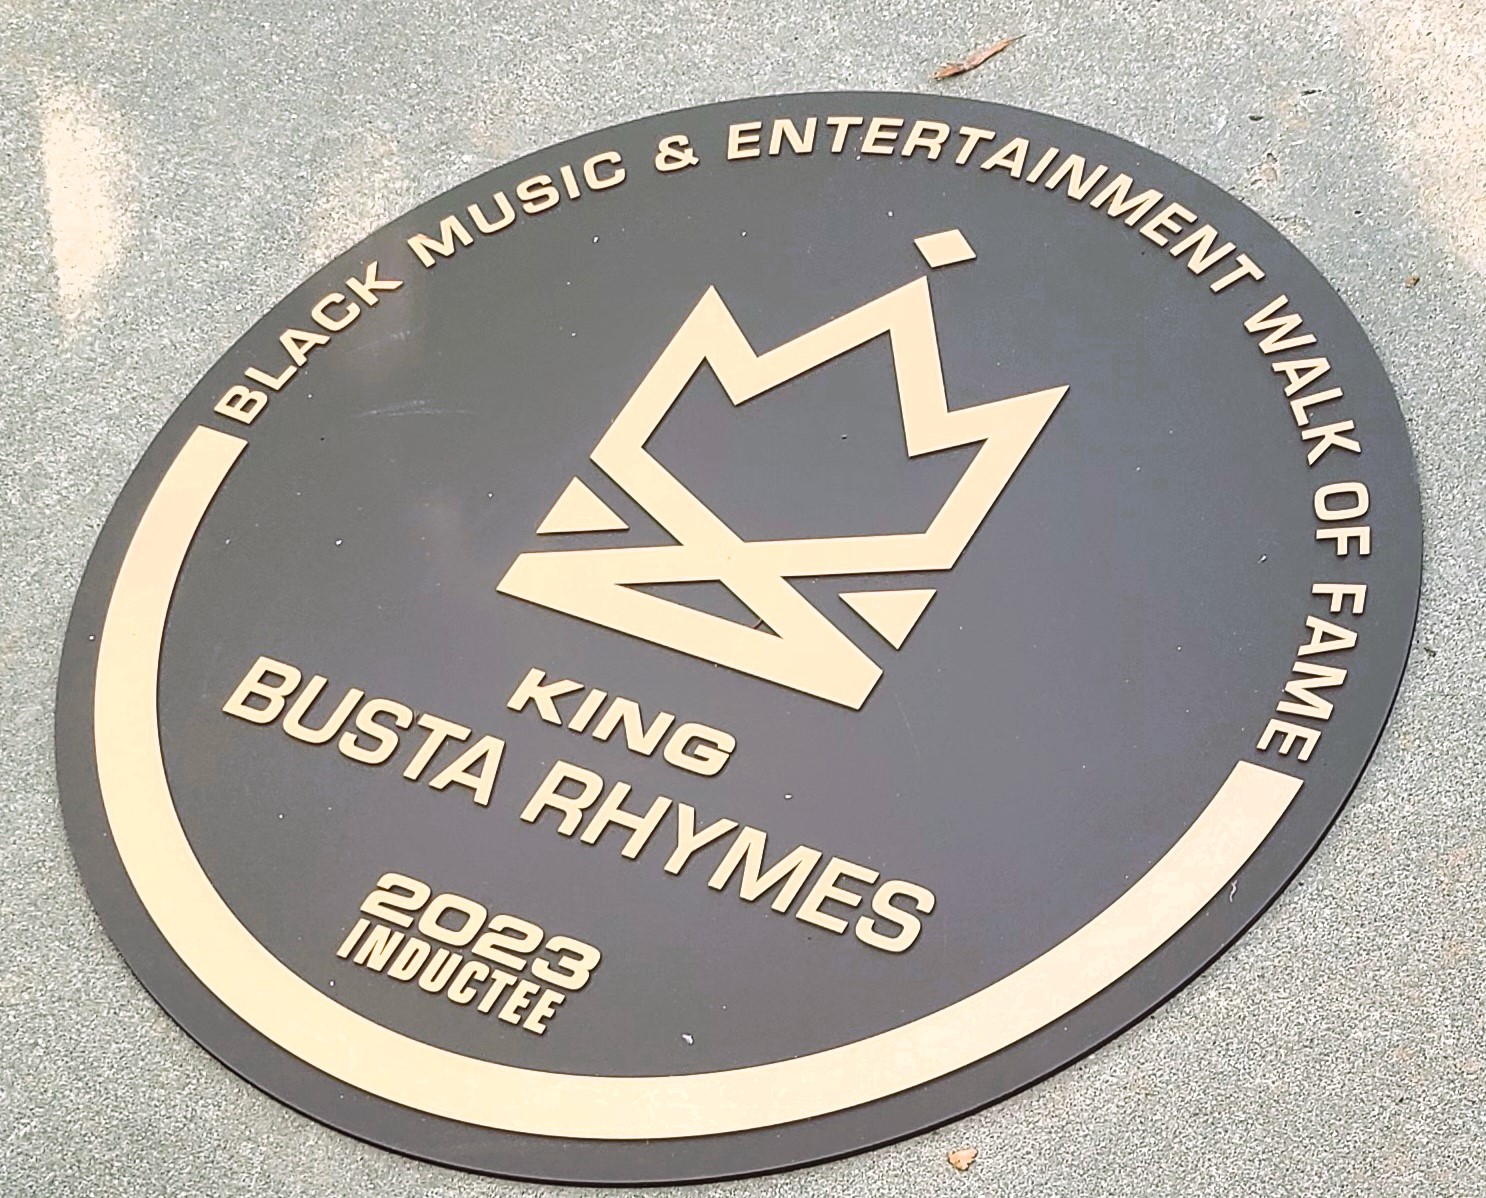 BLACK MUSIC & ENTERTAINMENT WALK OF FAME
KING
BUSTA RHYMES
2023
INDUCTEE